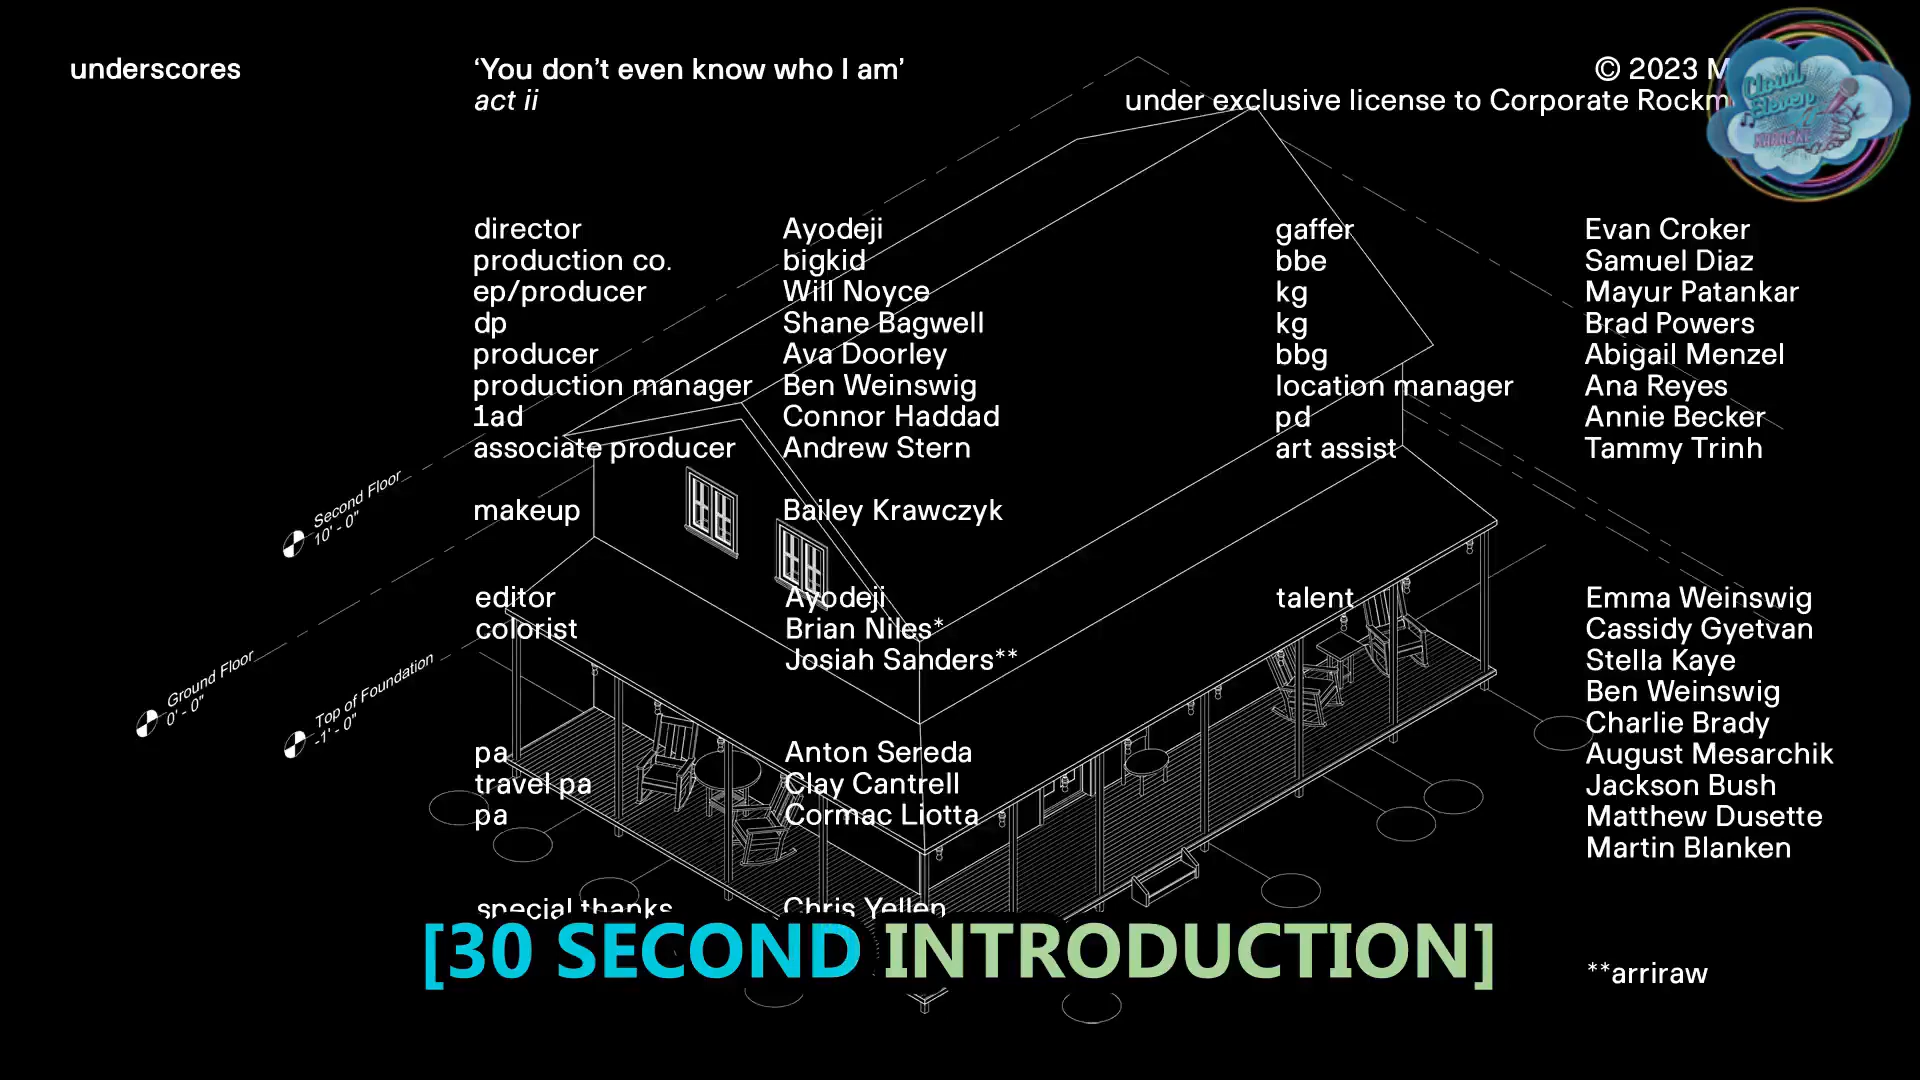 underscores
‘You don’t even know who I am’
act ii
© 2023
under exclusive license to Corporate
director Ayodeji
production co. bigkid
ep/producer Will Noyce
dp Shane Bagwell
producer Ava Doorley
production manager Ben Weinswig
1ad Connor Haddad
associate producer Andrew Stern
makeup Bailey Krawczyk
editor Ayodeji
colorist Brian Niles*
Josiah Sanders**
pa Anton Sereda
travel pa Clay Cantrell
pa Cormac Liotta
special thanks Chris Yellen
gaffer Evan Croker
bbe Samuel Diaz
kg Mayur Patankar
kg Brad Powers
bbg Abigail Menzel
location manager Ana Reyes
pd Annie Becker
art assist Tammy Trinh
talent Emma Weinswig
Cassidy Gyetvan
Stella Kaye
Ben Weinswig
Charlie Brady
August Mesarchik
Jackson Bush
Matthew Dusette
Martin Blanken
**arriraw
Second Floor
10' - 0"
Ground Floor
0' - 0"
Top of Foundation
-1' - 0"
[30 SECOND INTRODUCTION]
Cloud
Eleven
KARAOKE